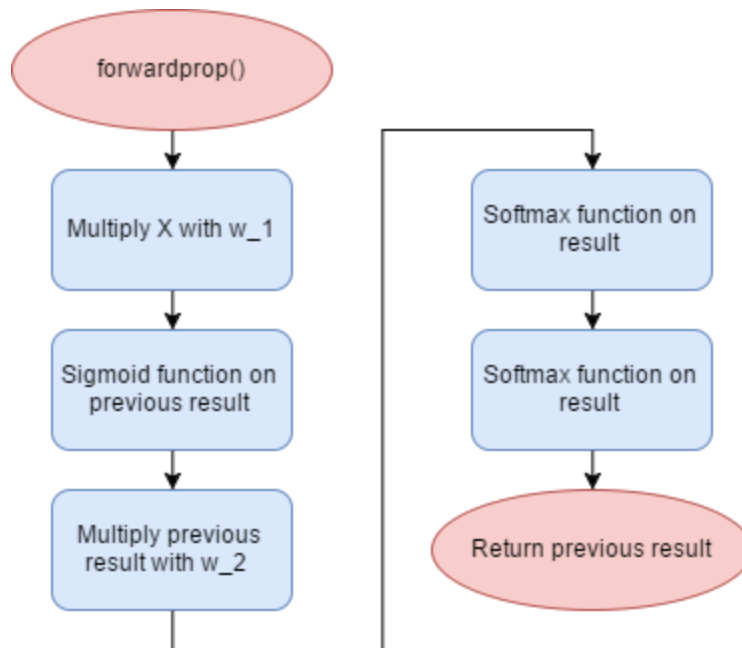 forwardprop()
Multiply X with w_1
Sigmoid function on
previous result
Multiply previous
result with w_2
Softmax function on
result
Softmax function on
result
Return previous result